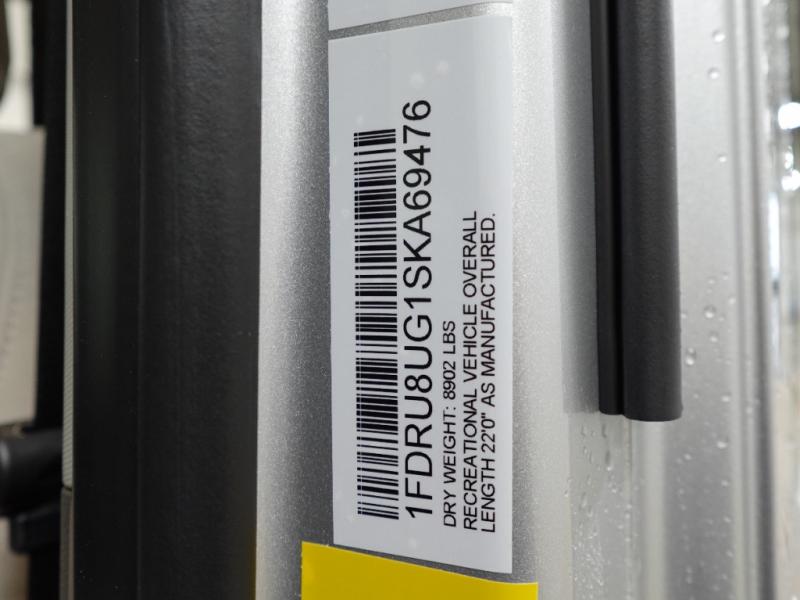 1FDRU8UG1SKA69476
DRY WEIGHT: 8902 LBS
RECREATIONAL VEHICLE OVERALL
LENGTH 22'0" AS MANUFACTURED.